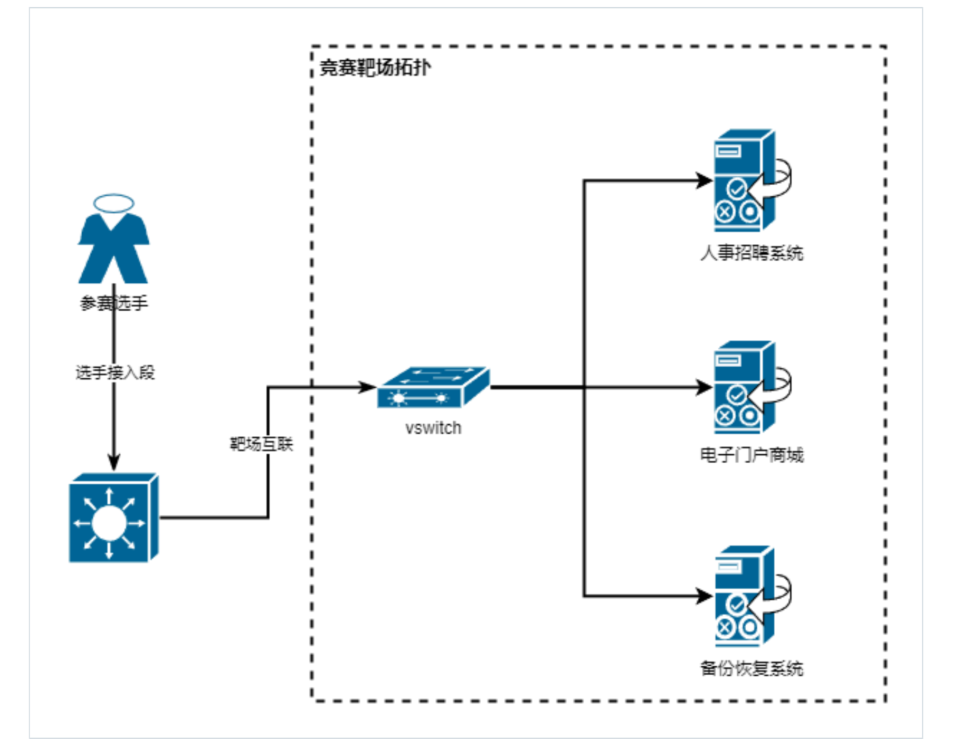 竞赛靶场拓扑
人事招聘系统
参赛选手
选手接入段
vswitch
靶场互联
电子门户商城
备份恢复系统